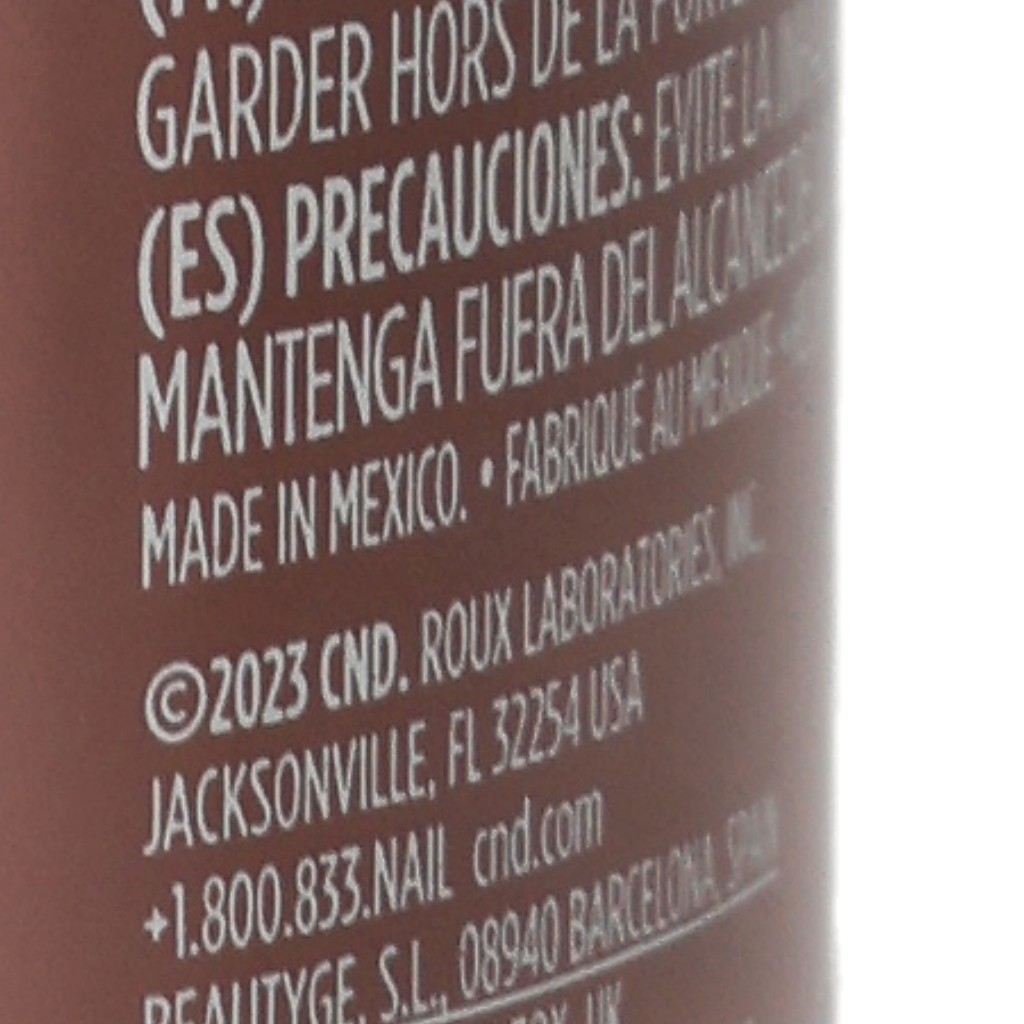 GARDER HORS DE LA
(ES) PRECAUCIONES: EVITE LA
MANTENGA FUERA DEL ALCANCE
MADE IN MEXICO. • FABRIQUÉ AU MEXIQUE
©2023 CND. ROUX LABORATORIES, INC.
JACKSONVILLE, FL 32254 USA
+1.800.833.NAIL cnd.com
BEAUTYGE, S.L., 08940 BARCELONA, SPAIN
UK